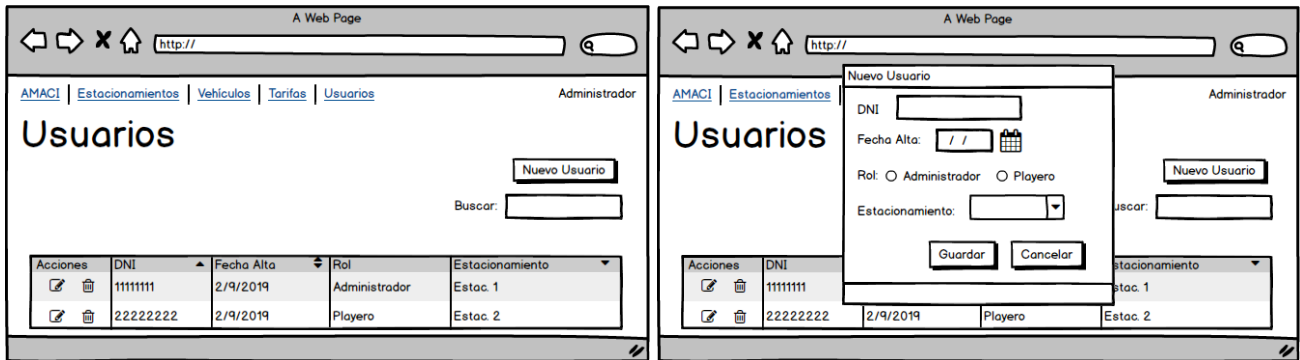 A Web Page
http://
AMACI Estacionamientos Vehículos Tarifas Usuarios Administrador
Usuarios
Nuevo Usuario
Buscar:
Acciones DNI Fecha Alta Rol Estacionamiento
11111111 2/9/2019 Administrador Estac. 1
22222222 2/9/2019 Playero Estac. 2
A Web Page
http://
AMACI Estacionamientos Administrador
Usuarios
Nuevo Usuario
DNI
Fecha Alta: / /
Rol: Administrador Playero
Estacionamiento:
Guardar Cancelar
Nuevo Usuario
uscar:
Acciones DNI stacionamiento
11111111 stac. 1
22222222 2/9/2019 Playero Estac. 2